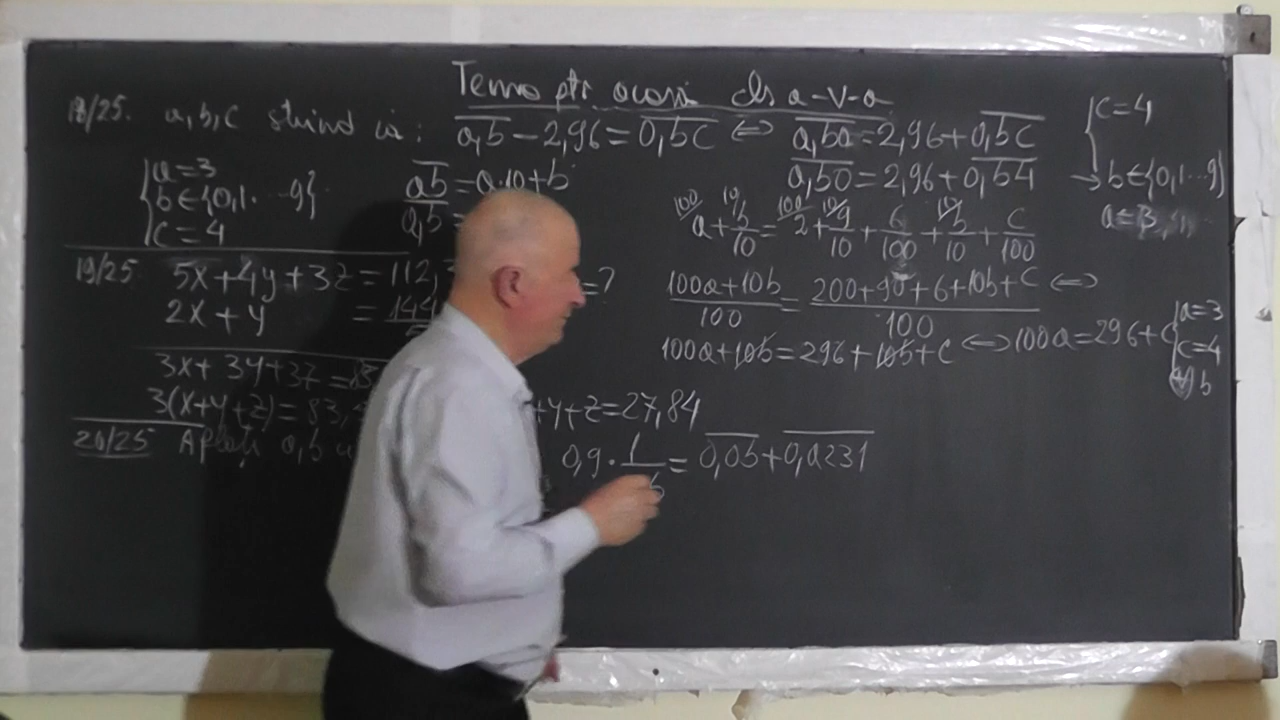 Temo ptr acasă cls a-V-a
18/25. a,b,c știind că: a,b - 2,96 = 0,bc ⇔ a,b0 = 2,96 + 0,bc
{c=4
a,b0 = 2,96 + 0,b4
→ b∈{0,1...9}
{a=3
b∈{0,1...9}
c=4
ab = a·10+b
a,b =
a + b/10 = 2 + 9/10 + 6/100 + b/10 + c/100
19/25. 5x+4y+3z = 112,
= ?
2x+y =
(100a+10b)/100 = (200+90+6+10b+c)/100 ⇔
100a+10b = 296+10b+c ⇔ 100a = 296+c
{a=3
c=4
(∀) b
3x+3y+3z =
3(x+y+z) = 83,
+y+z = 27,84
20/25 Aflați a,b
0,9 · 1/ b = 0,0b + 0,a231